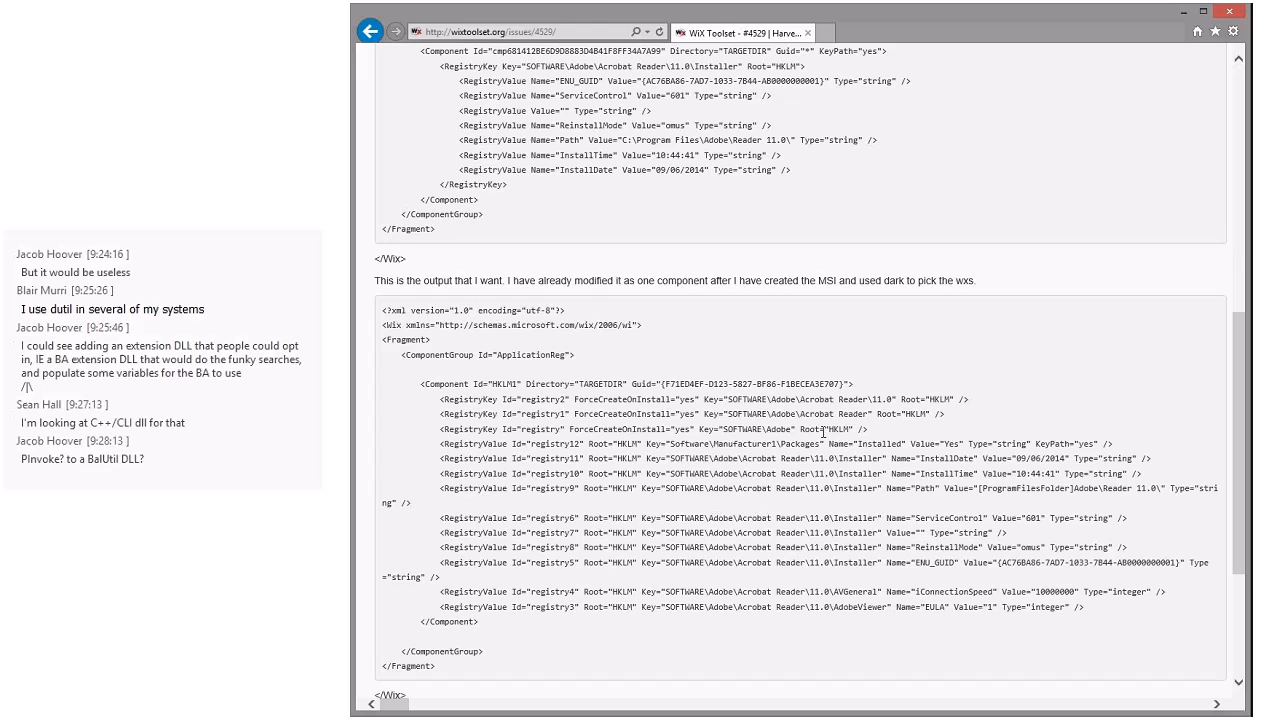 Jacob Hoover [9:24:16 ]
But it would be useless
Blair Murri [9:25:26 ]
I use dutil in several of my systems
Jacob Hoover [9:25:46 ]
I could see adding an extension DLL that people could opt
in, IE a BA extension DLL that would do the funky searches,
and populate some variables for the BA to use
/|\
Sean Hall [9:27:13 ]
I'm looking at C++/CLI dll for that
Jacob Hoover [9:28:13 ]
PInvoke? to a BalUtil DLL?
http://wixtoolset.org/issues/4529/
WiX Toolset - #4529 | Harve...
<Component Id="cmp681412BE6D9D8883D4B41F8FF34A7A99" Directory="TARGETDIR" Guid="*" KeyPath="yes">
<RegistryKey Key="SOFTWARE\Adobe\Acrobat Reader\11.0\Installer" Root="HKLM">
<RegistryValue Name="ENU_GUID" Value="{AC76BA86-7AD7-1033-7B44-AB0000000001}" Type="string" />
<RegistryValue Name="ServiceControl" Value="601" Type="string" />
<RegistryValue Value="" Type="string" />
<RegistryValue Name="ReinstallMode" Value="omus" Type="string" />
<RegistryValue Name="Path" Value="C:\Program Files\Adobe\Reader 11.0\" Type="string" />
<RegistryValue Name="InstallTime" Value="10:44:41" Type="string" />
<RegistryValue Name="InstallDate" Value="09/06/2014" Type="string" />
</RegistryKey>
</Component>
</ComponentGroup>
</Fragment>
</Wix>
This is the output that I want. I have already modified it as one component after I have created the MSI and used dark to pick the wxs.
<?xml version="1.0" encoding="utf-8"?>
<Wix xmlns="http://schemas.microsoft.com/wix/2006/wi">
<Fragment>
<ComponentGroup Id="ApplicationReg">
<Component Id="HKLM1" Directory="TARGETDIR" Guid="{F71ED4EF-D123-5827-BF86-F1BECEA3E707}">
<RegistryKey Id="registry2" ForceCreateOnInstall="yes" Key="SOFTWARE\Adobe\Acrobat Reader\11.0" Root="HKLM" />
<RegistryKey Id="registry1" ForceCreateOnInstall="yes" Key="SOFTWARE\Adobe\Acrobat Reader" Root="HKLM" />
<RegistryKey Id="registry" ForceCreateOnInstall="yes" Key="SOFTWARE\Adobe" Root="HKLM" />
<RegistryValue Id="registry12" Root="HKLM" Key="Software\Manufacturer1\Packages" Name="Installed" Value="Yes" Type="string" KeyPath="yes" />
<RegistryValue Id="registry11" Root="HKLM" Key="SOFTWARE\Adobe\Acrobat Reader\11.0\Installer" Name="InstallDate" Value="09/06/2014" Type="string" />
<RegistryValue Id="registry10" Root="HKLM" Key="SOFTWARE\Adobe\Acrobat Reader\11.0\Installer" Name="InstallTime" Value="10:44:41" Type="string" />
<RegistryValue Id="registry9" Root="HKLM" Key="SOFTWARE\Adobe\Acrobat Reader\11.0\Installer" Name="Path" Value="[ProgramFilesFolder]Adobe\Reader 11.0\" Type="stri
ng" />
<RegistryValue Id="registry6" Root="HKLM" Key="SOFTWARE\Adobe\Acrobat Reader\11.0\Installer" Name="ServiceControl" Value="601" Type="string" />
<RegistryValue Id="registry7" Root="HKLM" Key="SOFTWARE\Adobe\Acrobat Reader\11.0\Installer" Value="" Type="string" />
<RegistryValue Id="registry8" Root="HKLM" Key="SOFTWARE\Adobe\Acrobat Reader\11.0\Installer" Name="ReinstallMode" Value="omus" Type="string" />
<RegistryValue Id="registry5" Root="HKLM" Key="SOFTWARE\Adobe\Acrobat Reader\11.0\Installer" Name="ENU_GUID" Value="{AC76BA86-7AD7-1033-7B44-AB0000000001}" Type
="string" />
<RegistryValue Id="registry4" Root="HKLM" Key="SOFTWARE\Adobe\Acrobat Reader\11.0\AVGeneral" Name="iConnectionSpeed" Value="10000000" Type="integer" />
<RegistryValue Id="registry3" Root="HKLM" Key="SOFTWARE\Adobe\Acrobat Reader\11.0\AdobeViewer" Name="EULA" Value="1" Type="integer" />
</Component>
</ComponentGroup>
</Fragment>
</Wix>